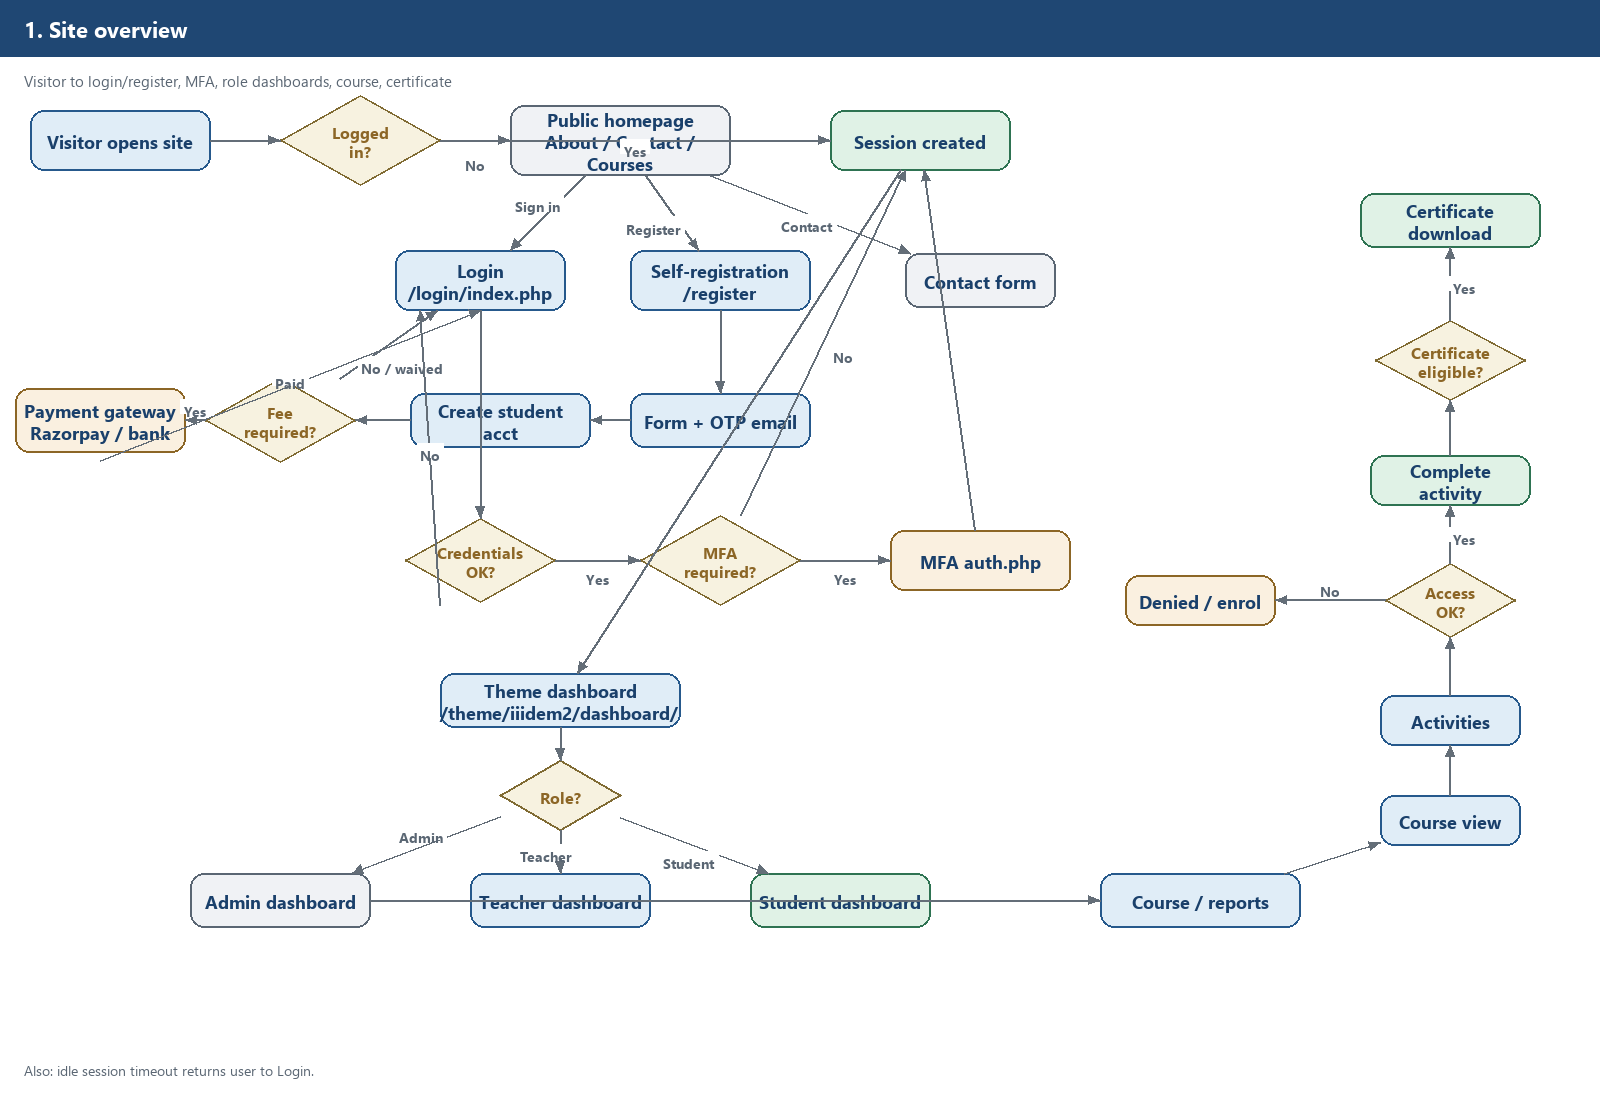 1. Site overview
Visitor to login/register, MFA, role dashboards, course, certificate
Visitor opens site
Logged
in?
No
Public homepage
About / Contact /
Courses
Yes
Session created
Sign in
Register
Contact
Login
/login/index.php
Self-registration
/register
Contact form
Certificate
download
Yes
Certificate
eligible?
No
No / waived
Paid
Payment gateway
Razorpay / bank
Yes
Fee
required?
Create student
acct
Form + OTP email
No
Complete
activity
Yes
Credentials
OK?
Yes
MFA
required?
Yes
MFA auth.php
Denied / enrol
No
Access
OK?
Theme dashboard
/theme/iiidem2/dashboard/
Activities
Role?
Course view
Admin
Teacher
Student
Admin dashboard
Teacher dashboard
Student dashboard
Course / reports
Also: idle session timeout returns user to Login.